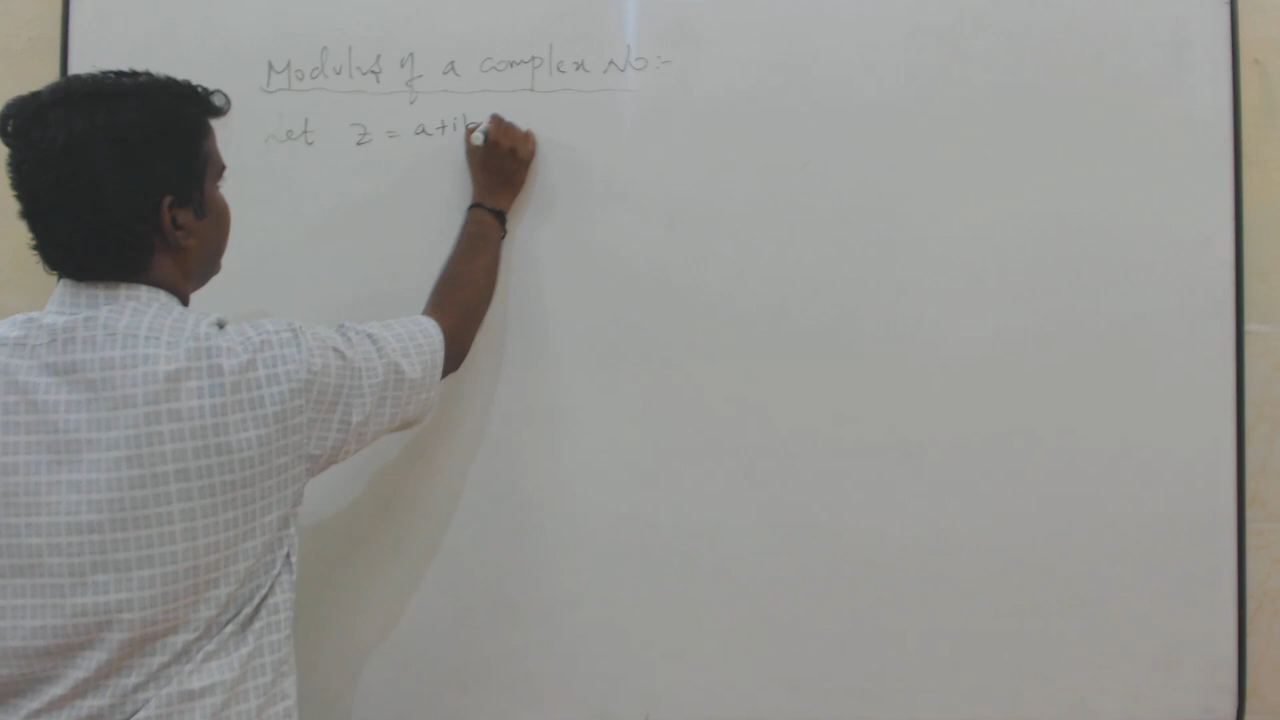 Modulus of a complex No:-
Let z = a+ib